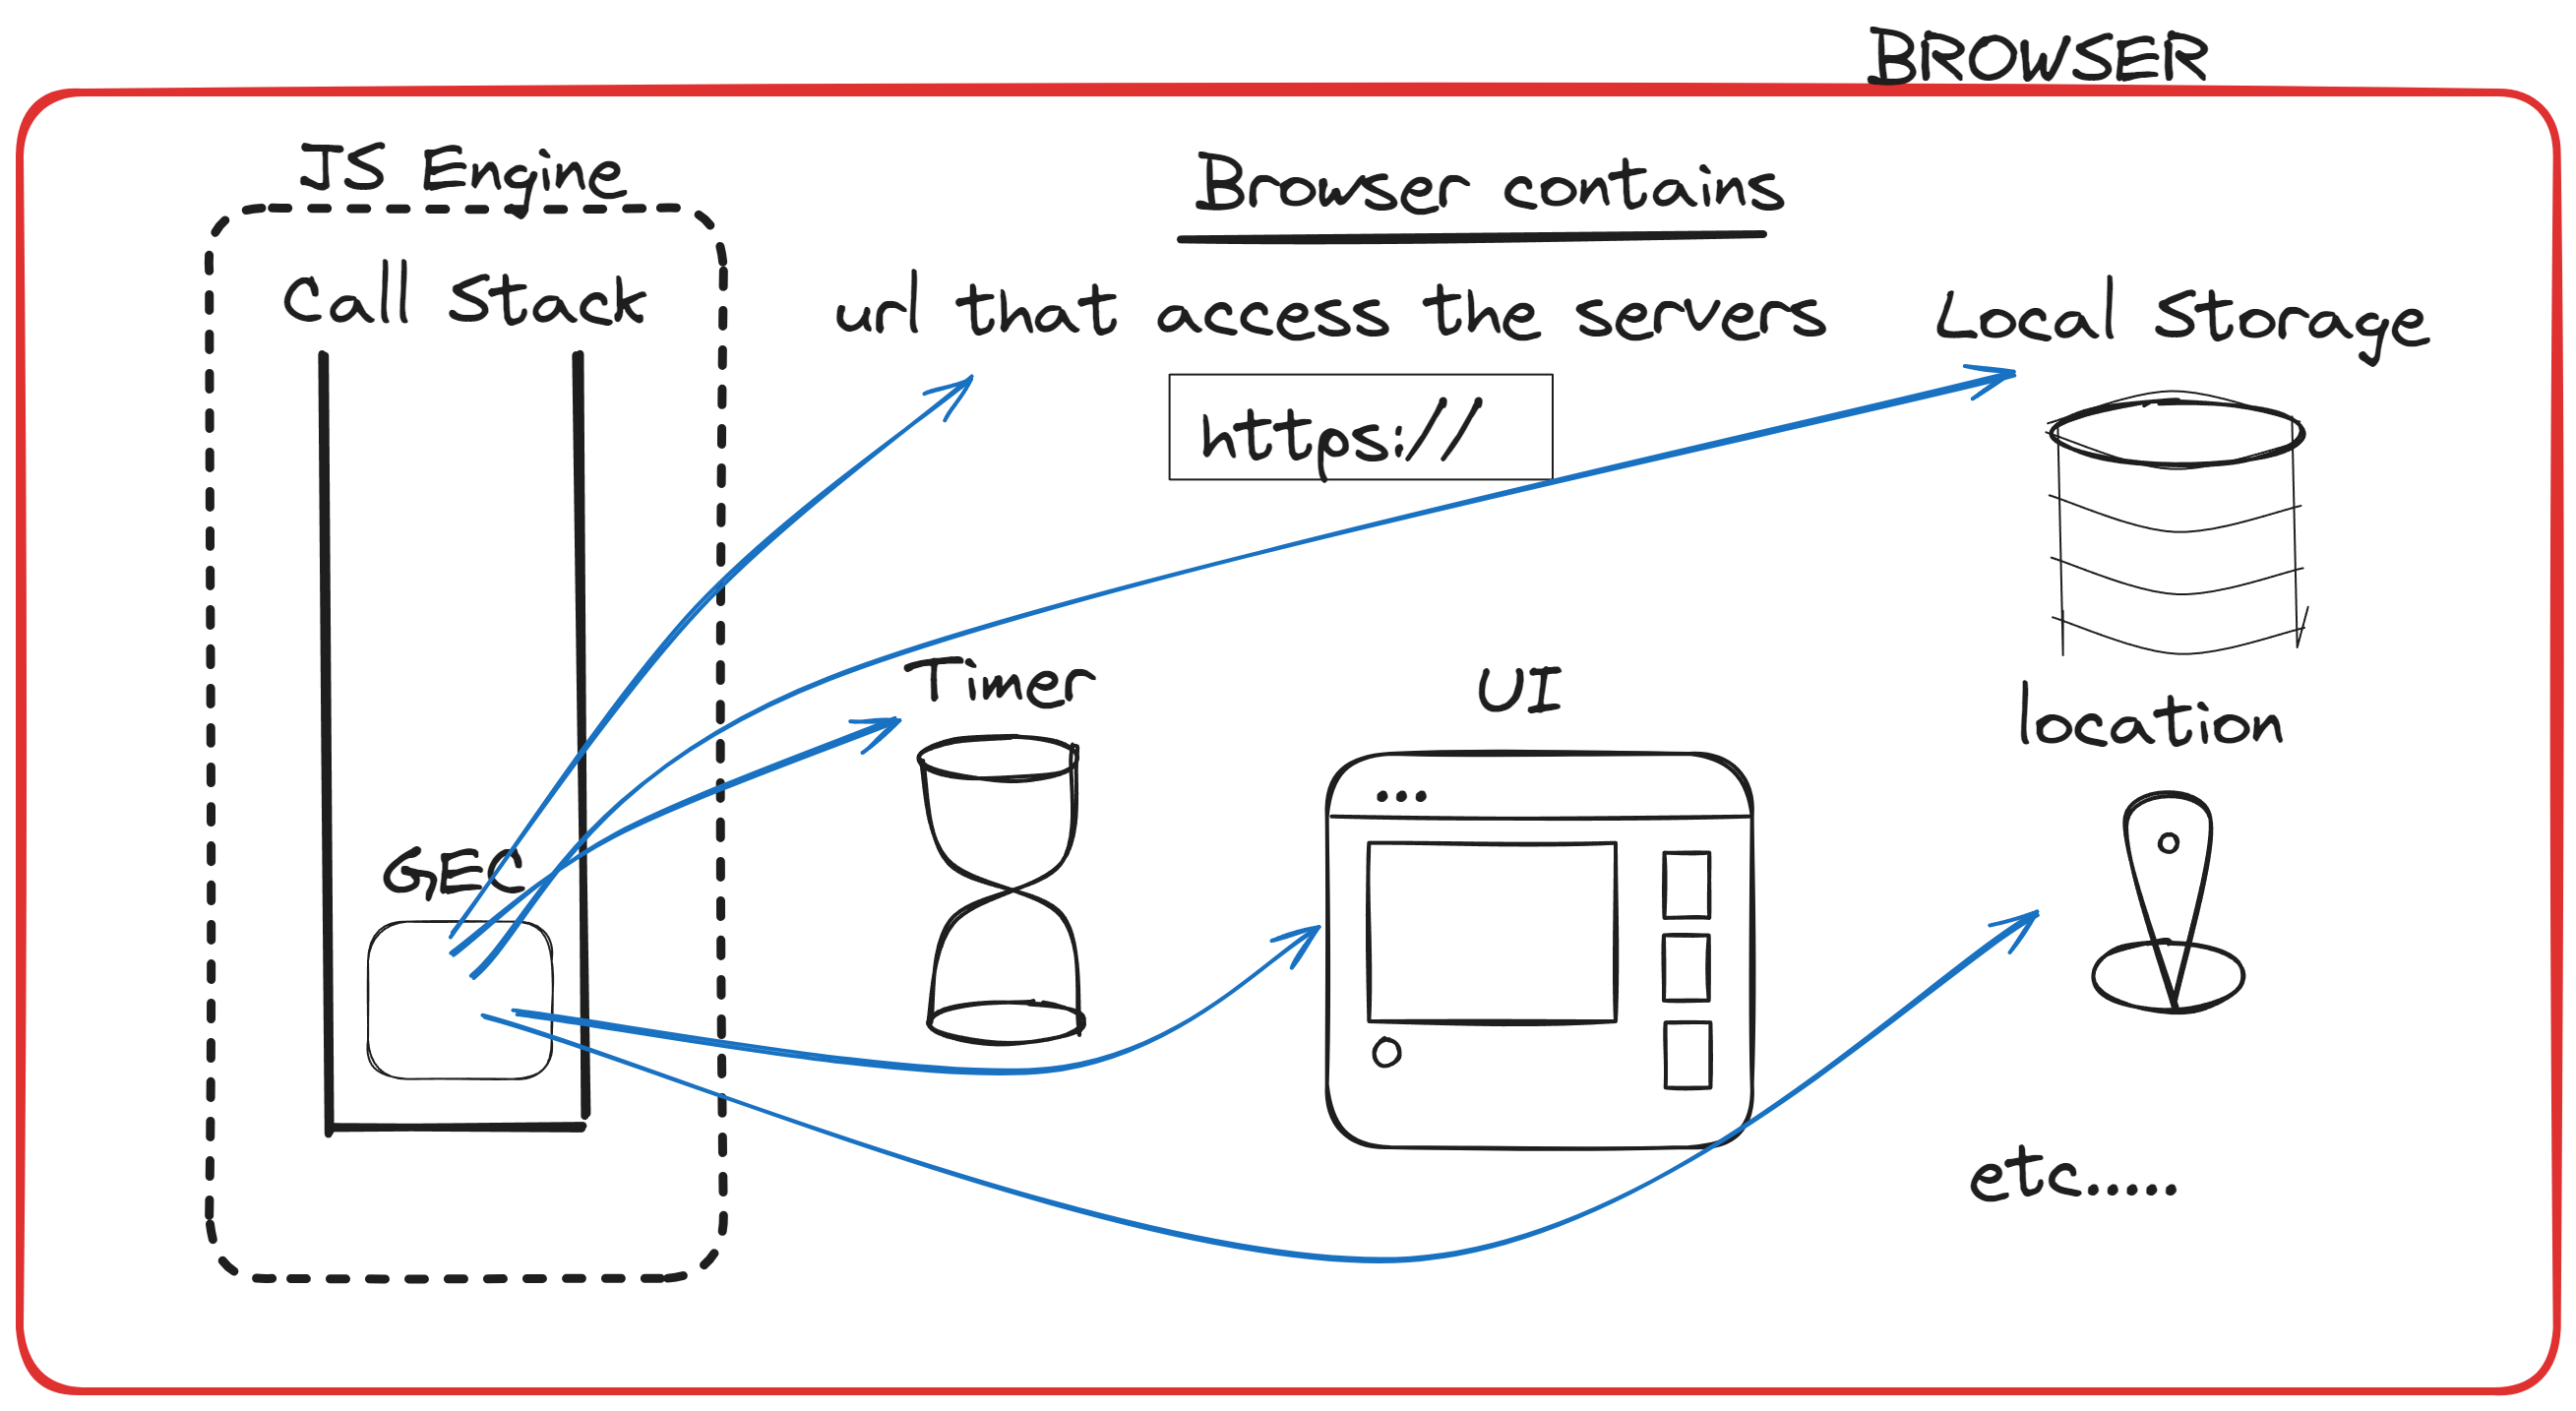 BROWSER
JS Engine
Browser contains
Call Stack
url that access the servers
Local Storage
https://
Timer
UI
location
GEC
etc.....